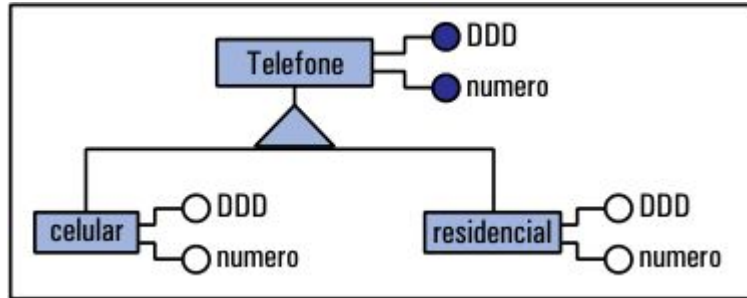 DDD
Telefone
numero
DDD
celular
numero
DDD
residencial
numero